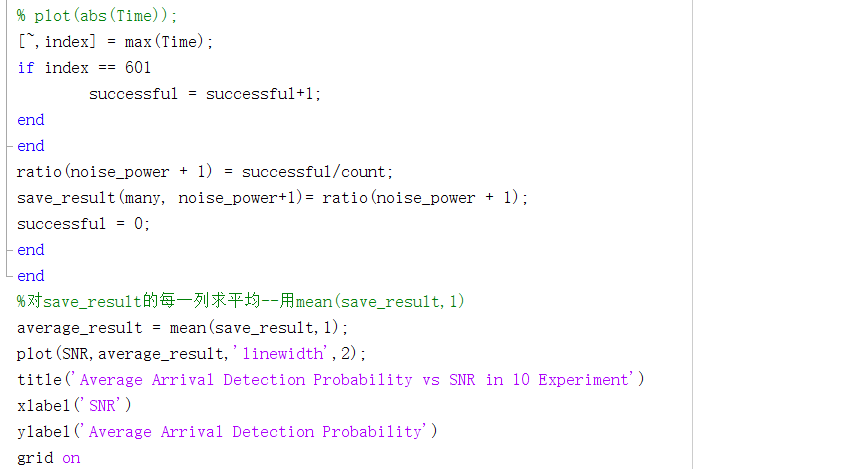 % plot(abs(Time));
[~,index] = max(Time);
if index == 601
successful = successful+1;
end
end
ratio(noise_power + 1) = successful/count;
save_result(many, noise_power+1)= ratio(noise_power + 1);
successful = 0;
end
end
%对save_result的每一列求平均--用mean(save_result,1)
average_result = mean(save_result,1);
plot(SNR,average_result,'linewidth',2);
title('Average Arrival Detection Probability vs SNR in 10 Experiment')
xlabel('SNR')
ylabel('Average Arrival Detection Probability')
grid on